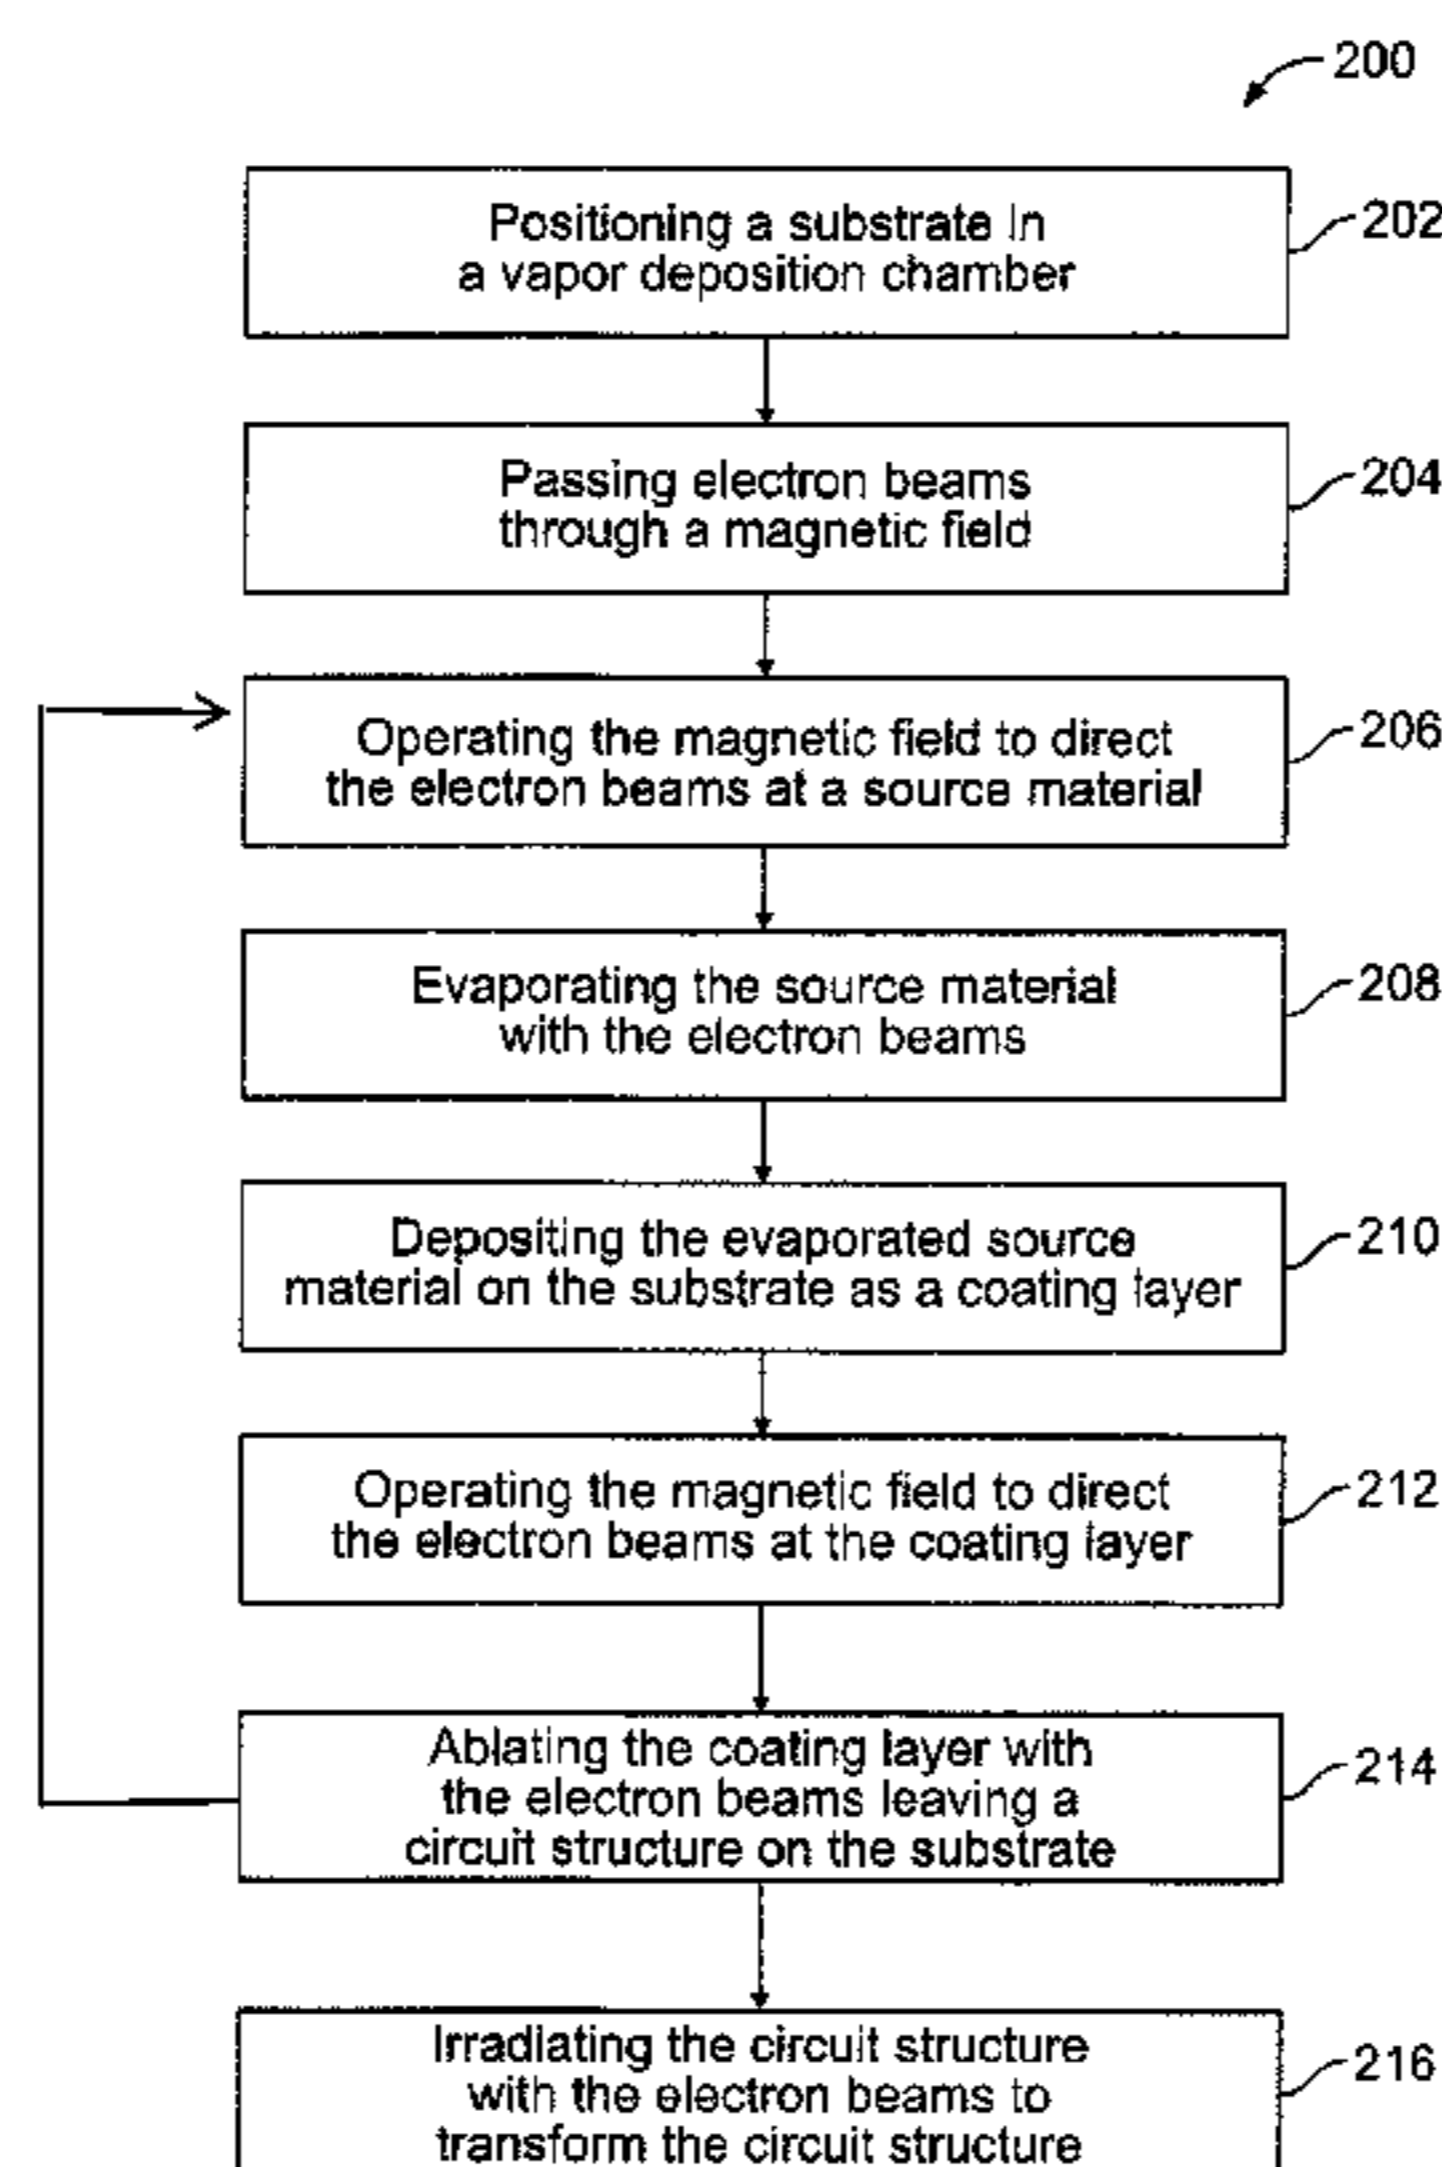 200
Positioning a substrate in
a vapor deposition chamber
202
Passing electron beams
through a magnetic field
204
Operating the magnetic field to direct
the electron beams at a source material
206
Evaporating the source material
with the electron beams
208
Depositing the evaporated source
material on the substrate as a coating layer
210
Operating the magnetic field to direct
the electron beams at the coating layer
212
Ablating the coating layer with
the electron beams leaving a
circuit structure on the substrate
214
Irradiating the circuit structure
with the electron beams to
transform the circuit structure
216